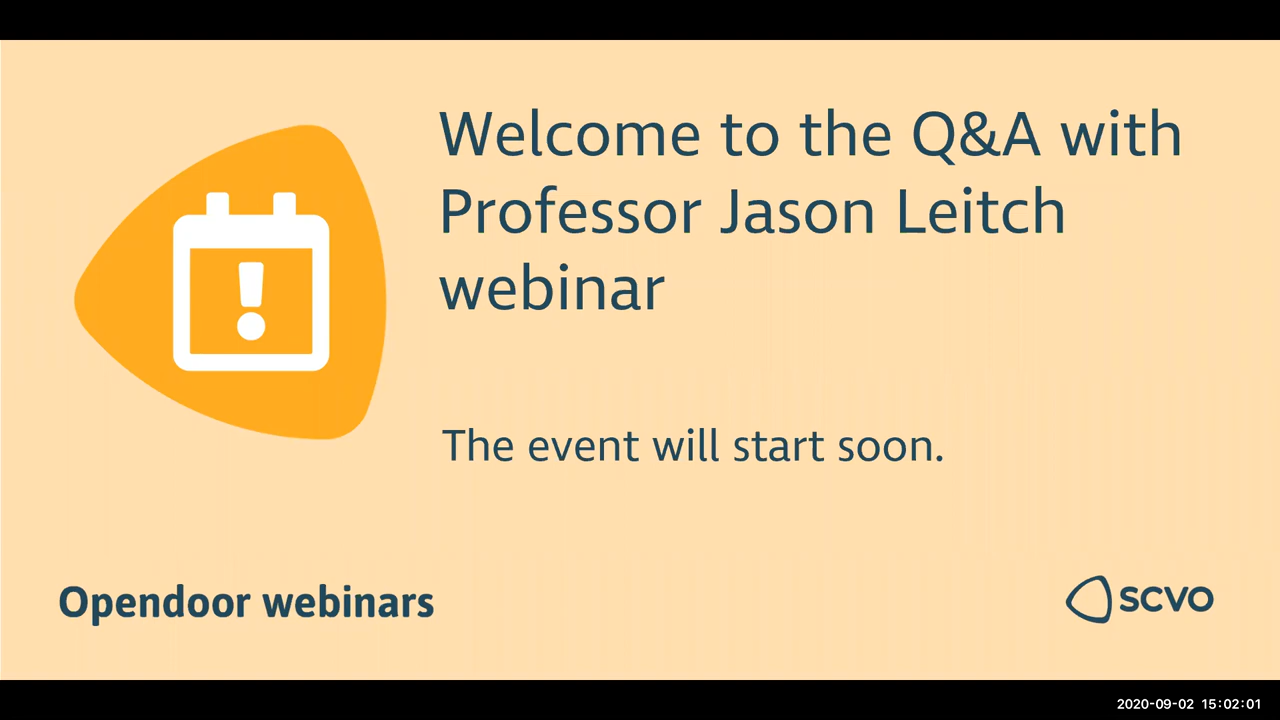 Welcome to the Q&A with
Professor Jason Leitch
webinar
The event will start soon.
Opendoor webinars
scvo
2020-09-02 15:02:01